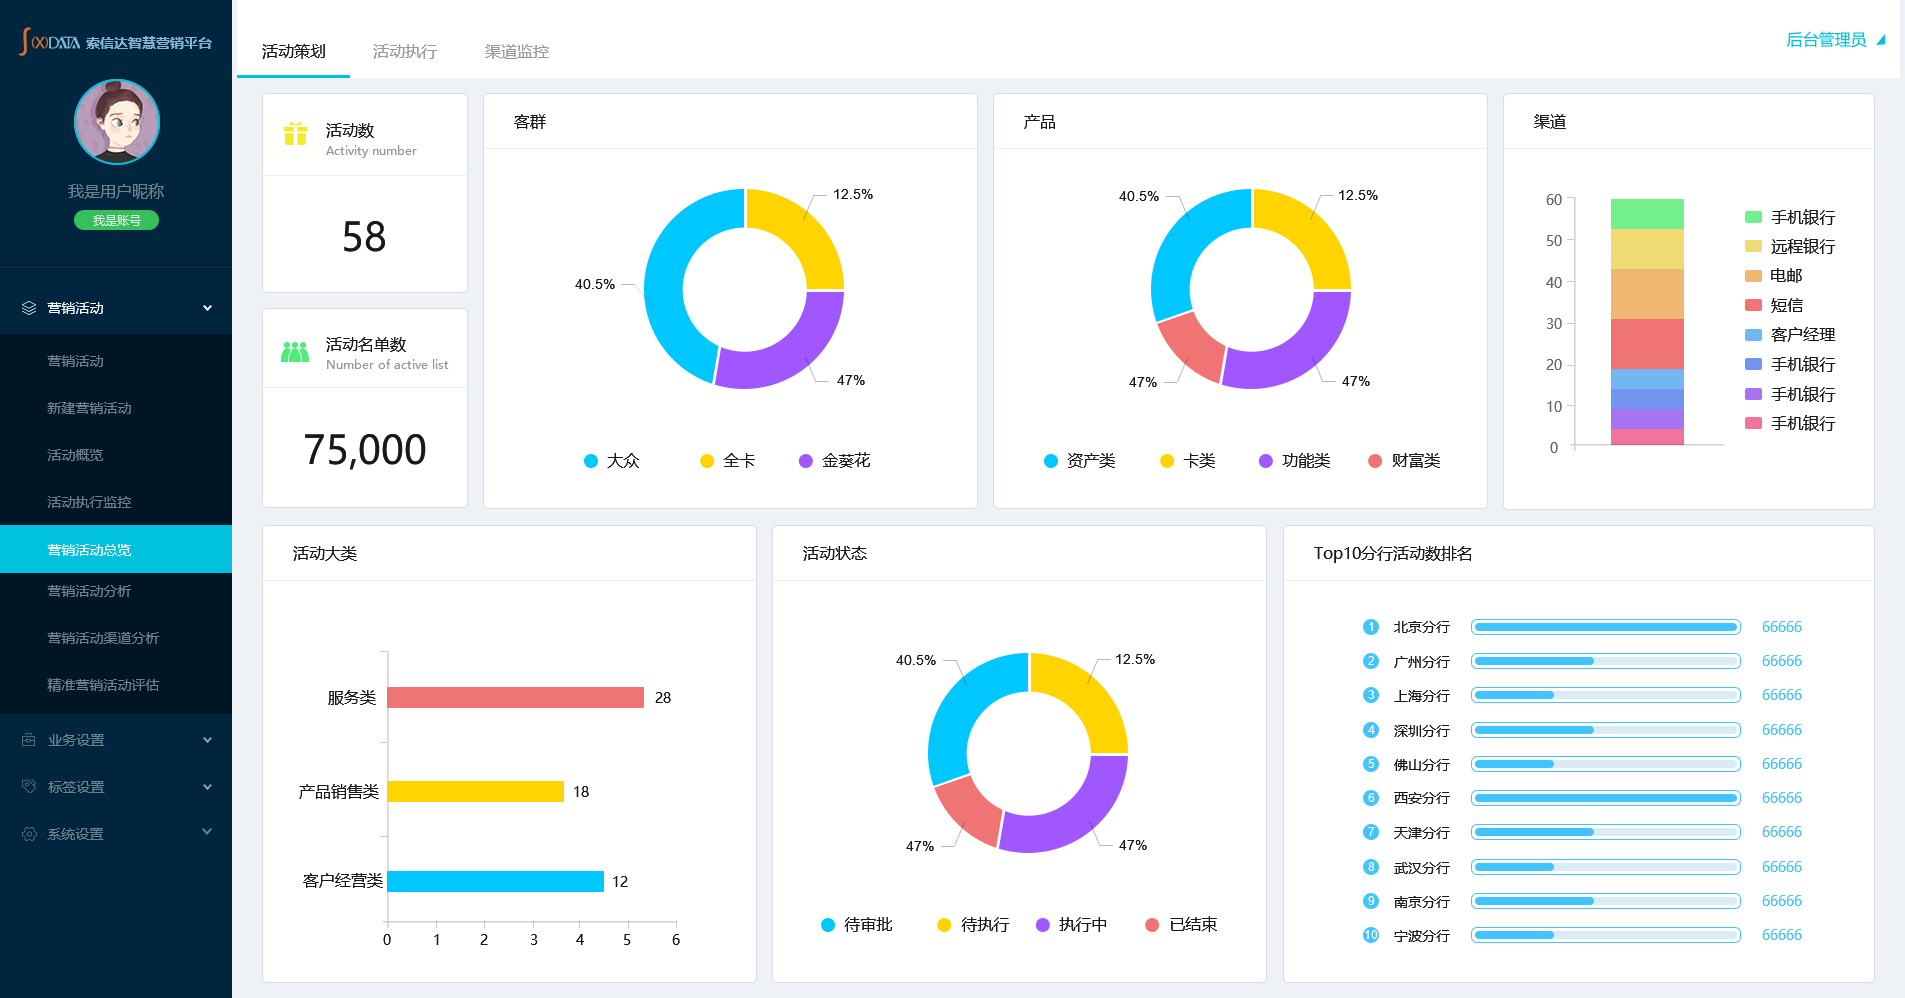 ∫(X)DATA 索信达智慧营销平台
我是用户昵称
我是账号
营销活动
营销活动
新建营销活动
活动概览
活动执行监控
营销活动总览
营销活动分析
营销活动渠道分析
精准营销活动评估
业务设置
标签设置
系统设置
活动策划 活动执行 渠道监控
后台管理员
活动数
Activity number
58
活动名单数
Number of active list
75,000
客群
12.5%
40.5%
47%
大众 全卡 金葵花
产品
40.5% 12.5%
47% 47%
资产类 卡类 功能类 财富类
渠道
60
50
40
30
20
10
0
手机银行
远程银行
电邮
短信
客户经理
手机银行
手机银行
手机银行
活动大类
服务类 28
产品销售类 18
客户经营类 12
0 1 2 3 4 5 6
活动状态
40.5% 12.5%
47% 47%
待审批 待执行 执行中 已结束
Top10分行活动数排名
1 北京分行 66666
2 广州分行 66666
3 上海分行 66666
4 深圳分行 66666
5 佛山分行 66666
6 西安分行 66666
7 天津分行 66666
8 武汉分行 66666
9 南京分行 66666
10 宁波分行 66666